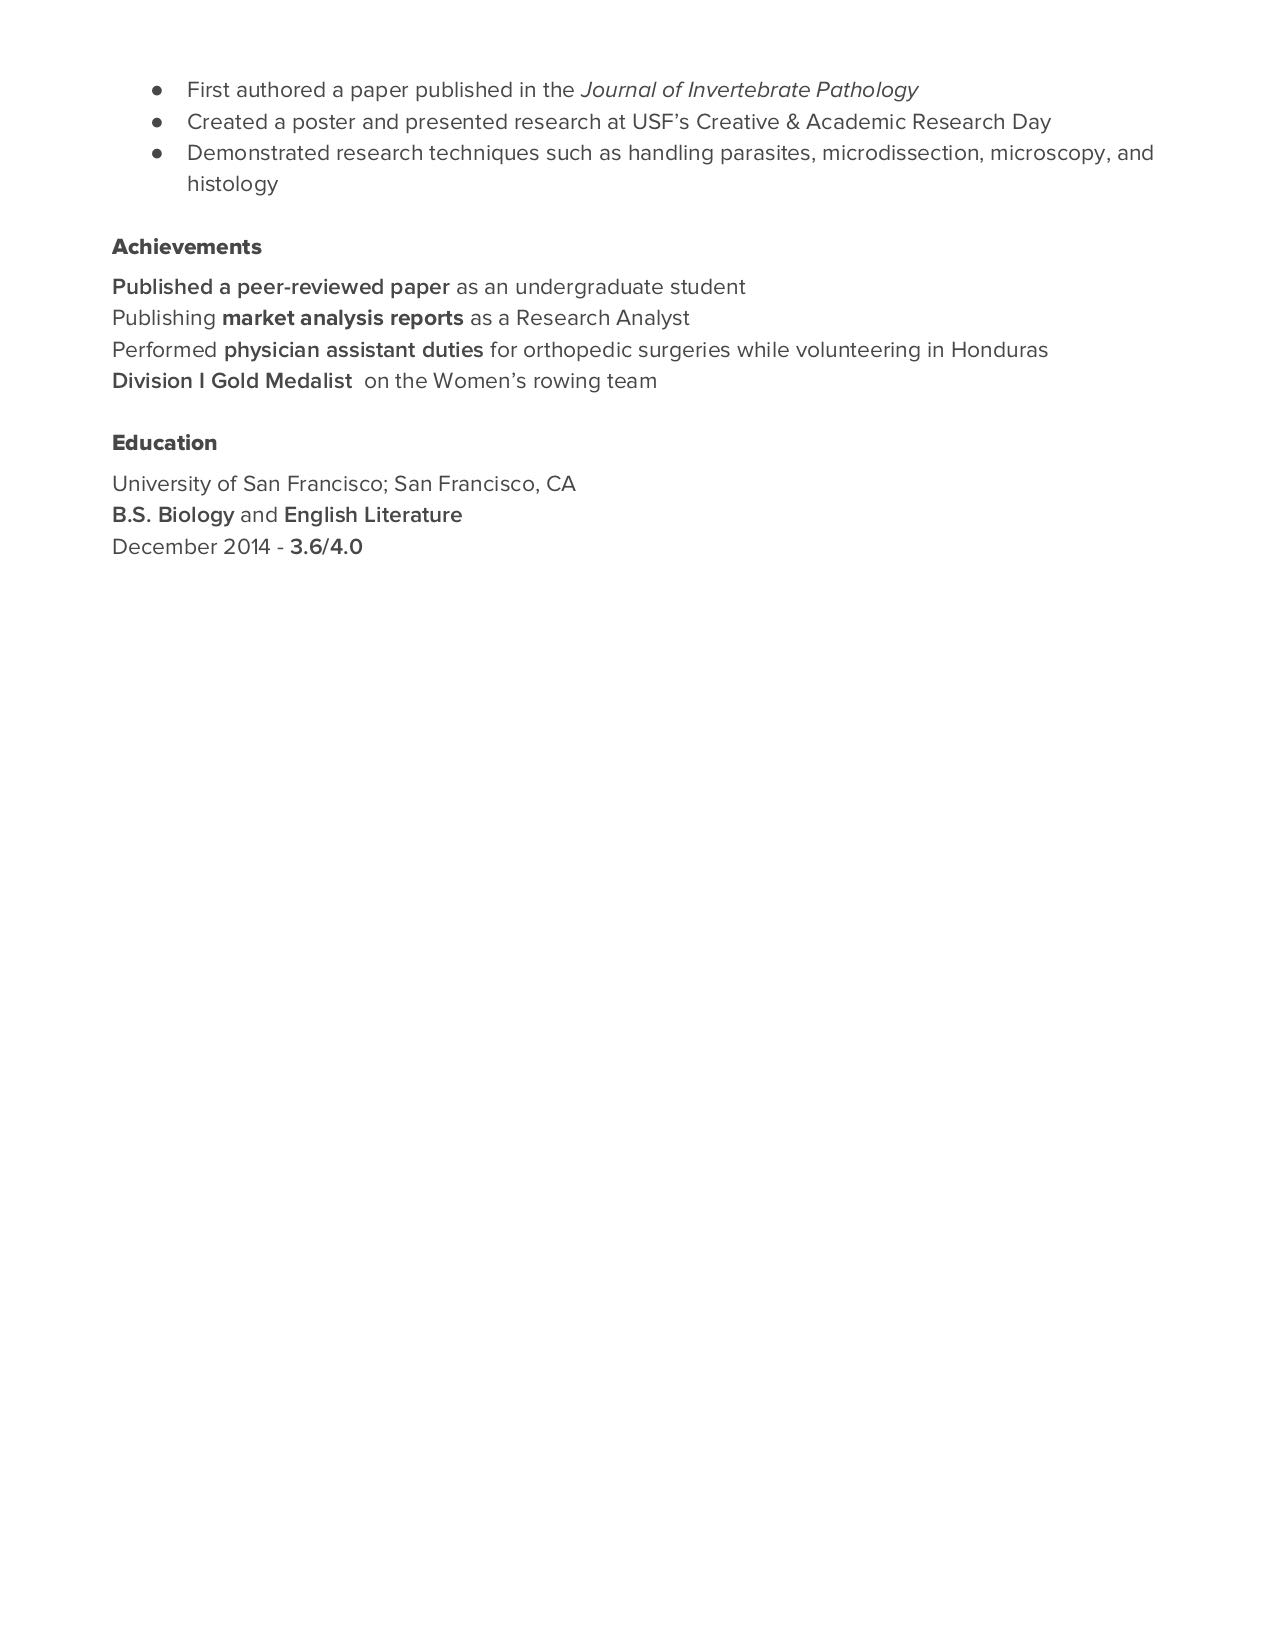 ● First authored a paper published in the Journal of Invertebrate Pathology
● Created a poster and presented research at USF’s Creative & Academic Research Day
● Demonstrated research techniques such as handling parasites, microdissection, microscopy, and
histology
Achievements
Published a peer-reviewed paper as an undergraduate student
Publishing market analysis reports as a Research Analyst
Performed physician assistant duties for orthopedic surgeries while volunteering in Honduras
Division I Gold Medalist  on the Women’s rowing team
Education
University of San Francisco; San Francisco, CA
B.S. Biology and English Literature
December 2014 - 3.6/4.0